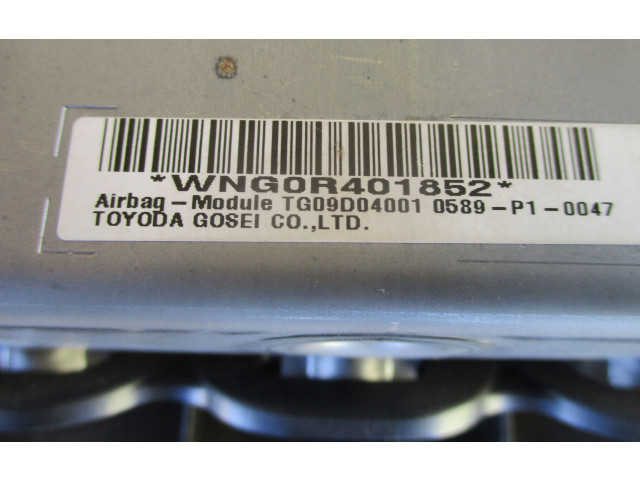 *WNG0R401852*
Airbag-Module TG09D04001 0589-P1-0047
TOYODA GOSEI CO.,LTD.